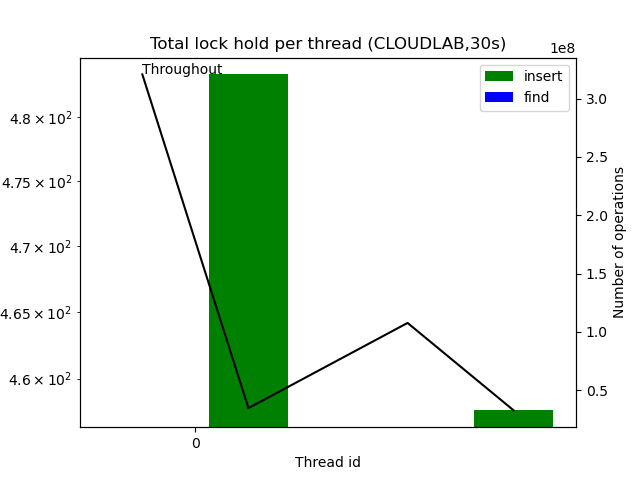 Total lock hold per thread (CLOUDLAB,30s)
1e8
Throughout
insert
find
4.8 × 10²
4.75 × 10²
4.7 × 10²
4.65 × 10²
4.6 × 10²
3.0
2.5
2.0
1.5
1.0
0.5
Number of operations
0
Thread id